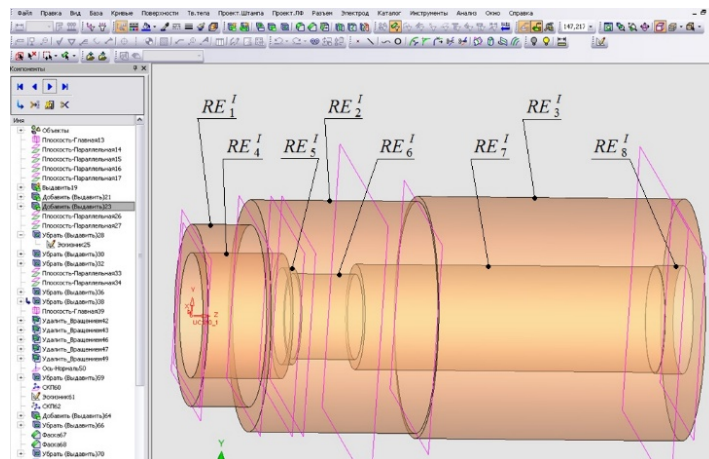 Файл Правка Вид База Кривые Поверхности Тв.тела Проект.Штампа Проект.ЛФ Разъем Электрод Каталог Инструменты Анализ Окно Справка
147,217
Компоненты
Имя
Объекты
Плоскость-Главная13
Плоскость-Параллельная14
Плоскость-Параллельная15
Плоскость-Параллельная16
Плоскость-Параллельная17
Выдавить19
Добавить (Выдавить)21
Добавить (Выдавить)23
Плоскость-Параллельная26
Плоскость-Параллельная27
Убрать (Выдавить)28
Эскизник25
Убрать (Выдавить)30
Убрать (Выдавить)32
Плоскость-Параллельная33
Плоскость-Параллельная34
Убрать (Выдавить)36
Убрать (Выдавить)38
Плоскость-Главная39
Удалить_Вращением42
Удалить_Вращением43
Удалить_Вращением46
Удалить_Вращением47
Удалить_Вращением49
Ось-Нормаль50
Убрать (Выдавить)59
СКП60
Эскизник61
СКП62
Добавить (Выдавить)64
Убрать (Выдавить)66
Фаска67
Фаска68
Убрать (Выдавить)70
RE₁ᴵ RE₂ᴵ RE₃ᴵ
RE₄ᴵ RE₅ᴵ RE₆ᴵ RE₇ᴵ RE₈ᴵ
Y
X
Z
Y